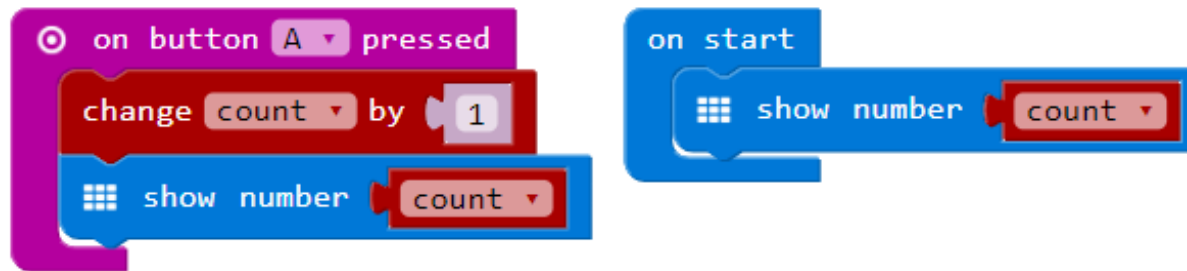 on button A pressed
change count by 1
show number count
on start
show number count